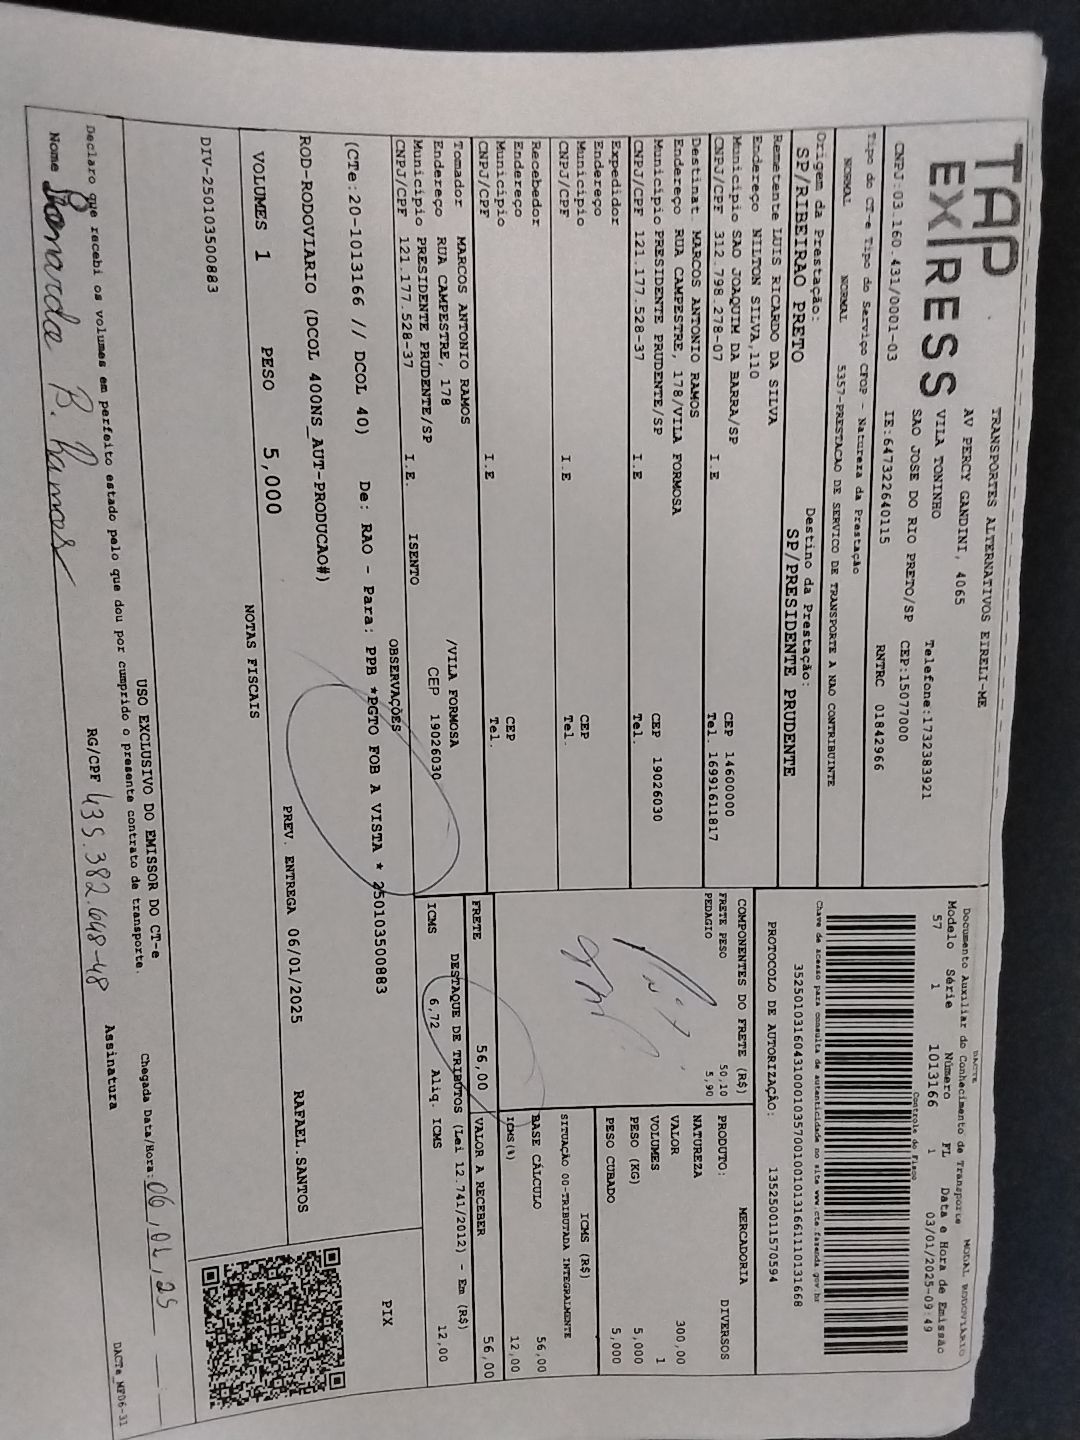 TAP EXPRESS
CNPJ:03.160.431/0001-03
TRANSPORTES ALTERNATIVOS EIRELI-ME
AV PERCY GANDINI, 4065
VILA TONINHO
SAO JOSE DO RIO PRETO/SP
IE:647322640115
Telefone:1732383921
CEP:15077000
RNTRC 01842966
DACTE
MODAL RODOVIARIO
Documento Auxiliar do Conhecimento de Transporte
Modelo Série Número FL Data e Hora de Emissão
57 1 1013166 1 03/01/2025-09:49
Controle do Fisco
Chave de acesso para consulta de autenticidade no site www.cte.fazenda gov.br
PROTOCOLO DE AUTORIZAÇÃO: 135250011570594
Tipo do CT-e Tipo do Serviço CFOP - Natureza da Prestação
NORMAL NORMAL 5357-PRESTACAO DE SERVICO DE TRANSPORTE A NAO CONTRIBUINTE
Origem da Prestação: Destino da Prestação:
SP/RIBEIRAO PRETO SP/PRESIDENTE PRUDENTE
Remetente LUIS RICARDO DA SILVA
Endereço NILTON SILVA,110
Município SAO JOAQUIM DA BARRA/SP CEP 14600000
CNPJ/CPF 312.798.278-07 I.E Tel. 16991611817
Destinat MARCOS ANTONIO RAMOS
Endereço RUA CAMPESTRE, 178/VILA FORMOSA
Município PRESIDENTE PRUDENTE/SP CEP 19026030
CNPJ/CPF 121.177.528-37 I.E Tel.
Expedidor
Endereço
Município CEP
CNPJ/CPF I.E Tel.
Recebedor
Endereço
Município CEP
CNPJ/CPF I.E Tel.
Tomador MARCOS ANTONIO RAMOS
Endereço RUA CAMPESTRE, 178 /VILA FORMOSA
Município PRESIDENTE PRUDENTE/SP CEP 19026030
CNPJ/CPF 121.177.528-37 I.E. ISENTO
COMPONENTES DO FRETE (R$)
FRETE PESO 50,10
PEDAGIO 5,90
PRODUTO: MERCADORIA
NATUREZA DIVERSOS
VALOR 300,00
VOLUMES 1
PESO (KG) 5,000
PESO CUBADO 5,000
ICMS (R$)
SITUAÇÃO 00-TRIBUTADA INTEGRALMENTE
BASE CÁLCULO 56,00
ICMS(%) 12,00
FRETE 56,00 VALOR A RECEBER 56,00
DESTAQUE DE TRIBUTOS (Lei 12.741/2012) - Em (R$)
ICMS 6,72 Aliq. ICMS 12,00
OBSERVAÇÕES
(CTe:20-1013166 // DCOL 40) De: RAO - Para: PPB *PGTO FOB A VISTA * 250103500883
PIX
ROD-RODOVIARIO (DCOL 400NS_AUT-PRODUCAO#)
PREV. ENTREGA 06/01/2025 RAFAEL.SANTOS
VOLUMES 1 PESO 5,000
NOTAS FISCAIS
DIV-250103500883
USO EXCLUSIVO DO EMISSOR DO CT-e
Declaro que recebi os volumes em perfeito estado pelo que dou por cumprido o presente contrato de transporte.
Chegada Data/Hora: 06,01,25
Nome B. Ramos RG/CPF 435.382.648-48 Assinatura
DACTe_MFD6-31